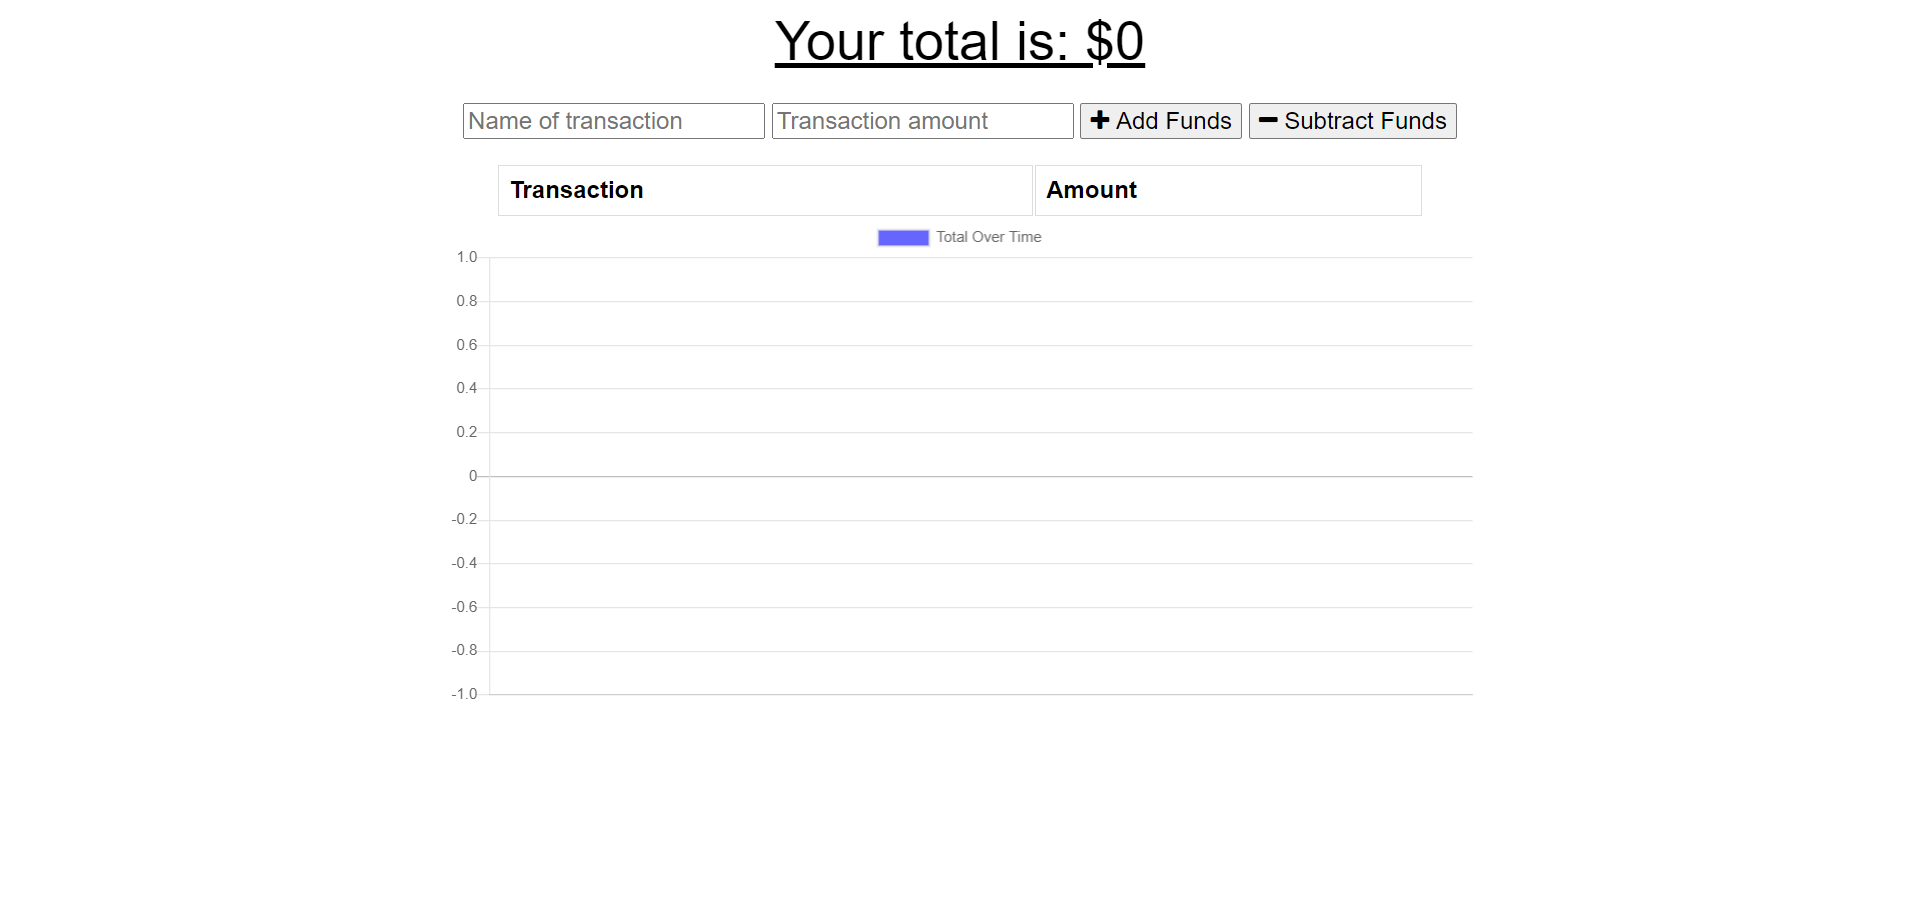 Your total is: $0
Name of transaction Transaction amount Add Funds Subtract Funds
Transaction Amount
Total Over Time
1.0
0.8
0.6
0.4
0.2
0
-0.2
-0.4
-0.6
-0.8
-1.0